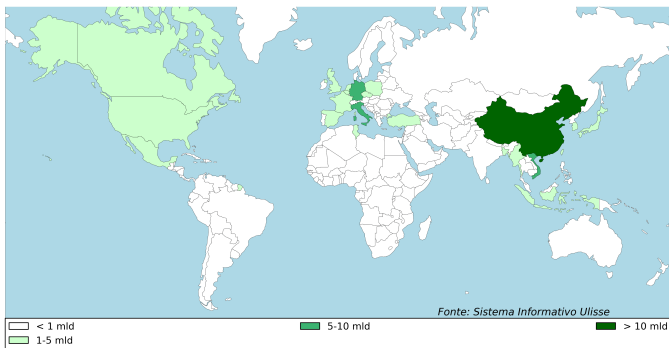 Fonte: Sistema Informativo Ulisse
< 1 mld
5-10 mld
> 10 mld
1-5 mld